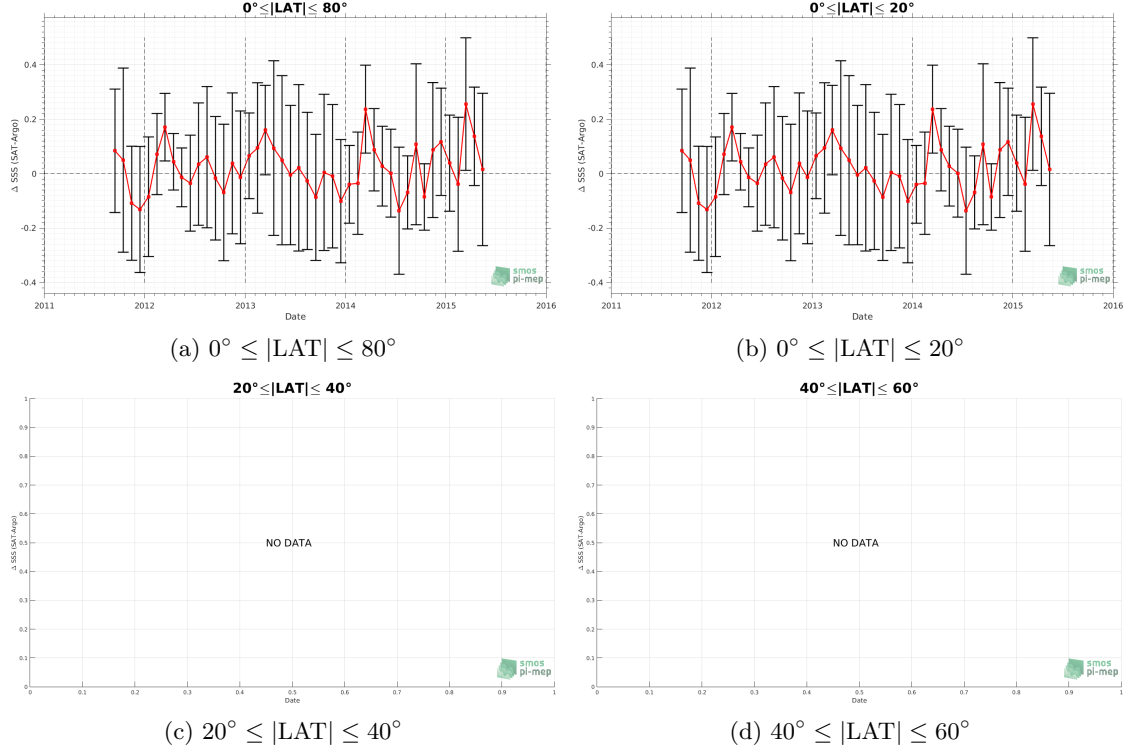 0°≤|LAT|≤ 80°
Δ SSS (SAT-Argo)
0.4
0.2
0
-0.2
-0.4
2011 2012 2013 2014 2015 2016
Date
smos
pi-mep
(a) 0° ≤ |LAT| ≤ 80°
0°≤|LAT|≤ 20°
Δ SSS (SAT-Argo)
0.4
0.2
0
-0.2
-0.4
2011 2012 2013 2014 2015 2016
Date
smos
pi-mep
(b) 0° ≤ |LAT| ≤ 20°
20°≤|LAT|≤ 40°
Δ SSS (SAT-Argo)
1
0.9
0.8
0.7
0.6
0.5
0.4
0.3
0.2
0.1
0
NO DATA
0 0.1 0.2 0.3 0.4 0.5 0.6 0.7 0.8 0.9 1
Date
smos
pi-mep
(c) 20° ≤ |LAT| ≤ 40°
40°≤|LAT|≤ 60°
Δ SSS (SAT-Argo)
1
0.9
0.8
0.7
0.6
0.5
0.4
0.3
0.2
0.1
0
NO DATA
0 0.1 0.2 0.3 0.4 0.5 0.6 0.7 0.8 0.9 1
Date
smos
pi-mep
(d) 40° ≤ |LAT| ≤ 60°